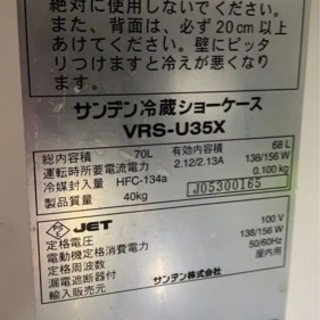 絶対に使用しないでください。
また、背面は、必ず20cm以上
あけてください。壁にピッタ
リつけますと冷えが悪くなり
ます。
サンデン冷蔵ショーケース
VRS-U35X
総内容積 70L 有効内容積 68L
運転時所要電流電力 2.12/2.13A 138/156W
冷媒封入量 HFC-134a 0.100kg
製品質量 40kg J05300165
JET
定格電圧 100V
電動機定格消費電力 138/156W
定格周波数 50/60Hz
漏電遮断器付 屋内用
輸入販売元 サンデン株式会社